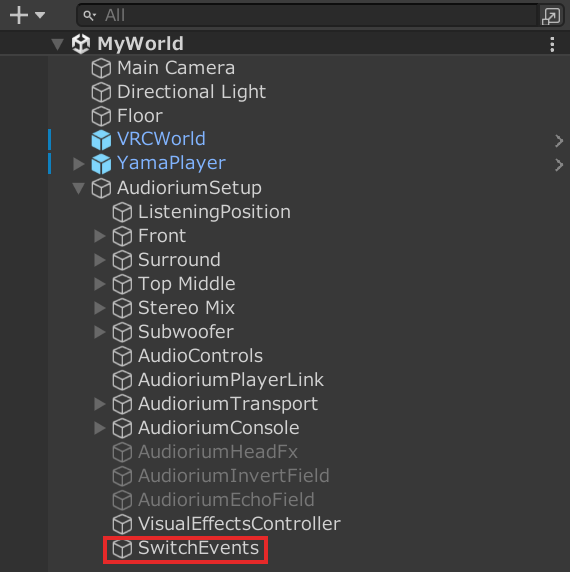 All
MyWorld
Main Camera
Directional Light
Floor
VRCWorld
YamaPlayer
AudioriumSetup
ListeningPosition
Front
Surround
Top Middle
Stereo Mix
Subwoofer
AudioControls
AudioriumPlayerLink
AudioriumTransport
AudioriumConsole
AudioriumHeadFx
AudioriumInvertField
AudioriumEchoField
VisualEffectsController
SwitchEvents